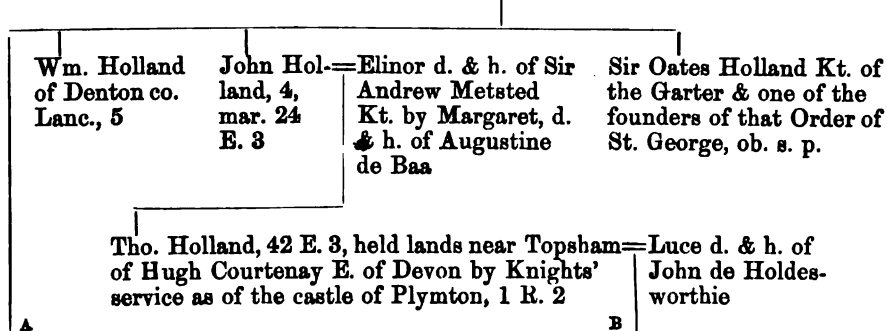 Wm. Holland
of Denton co.
Lanc., 5
John Hol-=Elinor d. & h. of Sir
land, 4, Andrew Metsted
mar. 24 Kt. by Margaret, d.
E. 3 & h. of Augustine
de Baa
Sir Oates Holland Kt. of
the Garter & one of the
founders of that Order of
St. George, ob. s. p.
Tho. Holland, 42 E. 3, held lands near Topsham=Luce d. & h. of
of Hugh Courtenay E. of Devon by Knights' John de Holdes-
service as of the castle of Plymton, 1 R. 2 worthie
A B